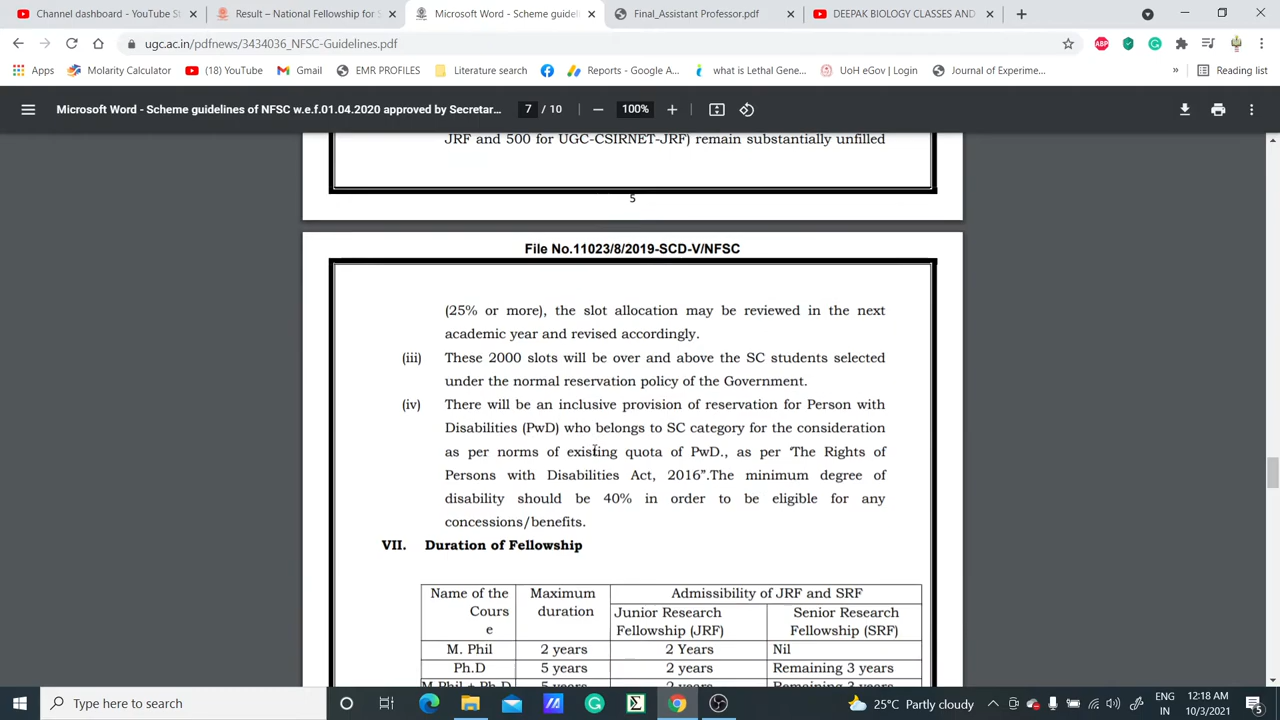 Channel dashboard - YouTube St
Result – National Fellowship for S
Microsoft Word - Scheme guideli
Final_Assistant Professor.pdf
DEEPAK BIOLOGY CLASSES AND
ugc.ac.in/pdfnews/3434036_NFSC-Guidelines.pdf
Apps
Molarity Calculator
(18) YouTube
Gmail
EMR PROFILES
Literature search
Reports - Google A...
what is Lethal Gene...
UoH eGov | Login
Journal of Experime...
»
Reading list
Microsoft Word - Scheme guidelines of NFSC w.e.f.01.04.2020 approved by Secretar...
7 / 10
100%
JRF and 500 for UGC-CSIRNET-JRF) remain substantially unfilled
5
File No.11023/8/2019-SCD-V/NFSC
(25% or more), the slot allocation may be reviewed in the next
academic year and revised accordingly.
(iii) These 2000 slots will be over and above the SC students selected
under the normal reservation policy of the Government.
(iv) There will be an inclusive provision of reservation for Person with
Disabilities (PwD) who belongs to SC category for the consideration
as per norms of existing quota of PwD., as per 'The Rights of
Persons with Disabilities Act, 2016”.The minimum degree of
disability should be 40% in order to be eligible for any
concessions/benefits.
VII. Duration of Fellowship
Name of the
Cours
e
Maximum
duration
Admissibility of JRF and SRF
Junior Research
Fellowship (JRF)
Senior Research
Fellowship (SRF)
M. Phil 2 years 2 Years Nil
Ph.D 5 years 2 years Remaining 3 years
M.Phil + Ph.D 5 years 2 years Remaining 3 years
Type here to search
25°C Partly cloudy
ENG
IN
12:18 AM
10/3/2021
5